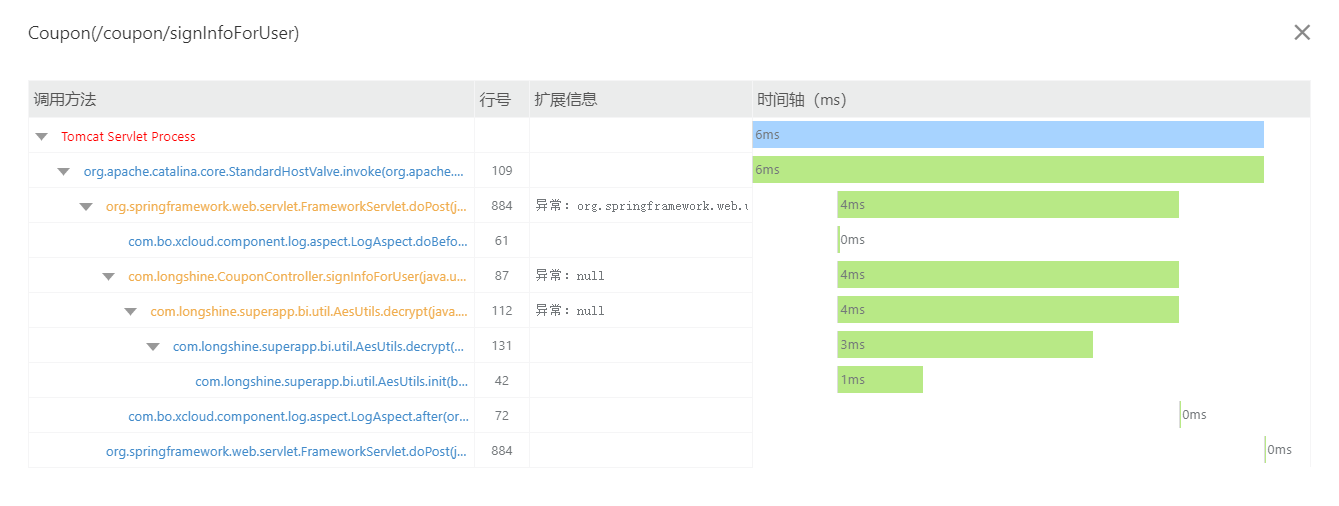 Coupon(/coupon/signInfoForUser)
调用方法 行号 扩展信息 时间轴（ms）
Tomcat Servlet Process 6ms
org.apache.catalina.core.StandardHostValve.invoke(org.apache.... 109 6ms
org.springframework.web.servlet.FrameworkServlet.doPost(j... 884 异常: org.springframework.web.u 4ms
com.bo.xcloud.component.log.aspect.LogAspect.doBefo... 61 0ms
com.longshine.CouponController.signInfoForUser(java.u... 87 异常: null 4ms
com.longshine.superapp.bi.util.AesUtils.decrypt(java.... 112 异常: null 4ms
com.longshine.superapp.bi.util.AesUtils.decrypt(... 131 3ms
com.longshine.superapp.bi.util.AesUtils.init(b... 42 1ms
com.bo.xcloud.component.log.aspect.LogAspect.after(or... 72 0ms
org.springframework.web.servlet.FrameworkServlet.doPost(j... 884 0ms